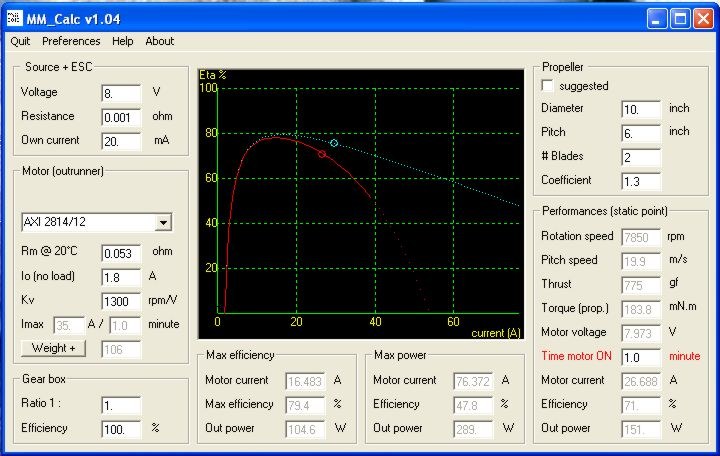 MM_Calc v1.04
Quit Preferences Help About
Source + ESC
Voltage 8. V
Resistance 0.001 ohm
Own current 20. mA
Motor (outrunner)
AXI 2814/12
Rm @ 20°C 0.053 ohm
Io (no load) 1.8 A
Kv 1300 rpm/V
Imax 35. A / 1.0 minute
Weight + 106
Gear box
Ratio 1 : 1.
Efficiency 100. %
Eta %
100
80
60
40
20
0 20 40 60
current (A)
Max efficiency
Motor current 16.483 A
Max efficiency 79.4 %
Out power 104.6 W
Max power
Motor current 76.372 A
Efficiency 47.8 %
Out power 289. W
Propeller
suggested
Diameter 10. inch
Pitch 6. inch
# Blades 2
Coefficient 1.3
Performances (static point)
Rotation speed 7850 rpm
Pitch speed 19.9 m/s
Thrust 775 gf
Torque (prop.) 183.8 mN.m
Motor voltage 7.973 V
Time motor ON 1.0 minute
Motor current 26.688 A
Efficiency 71. %
Out power 151. W